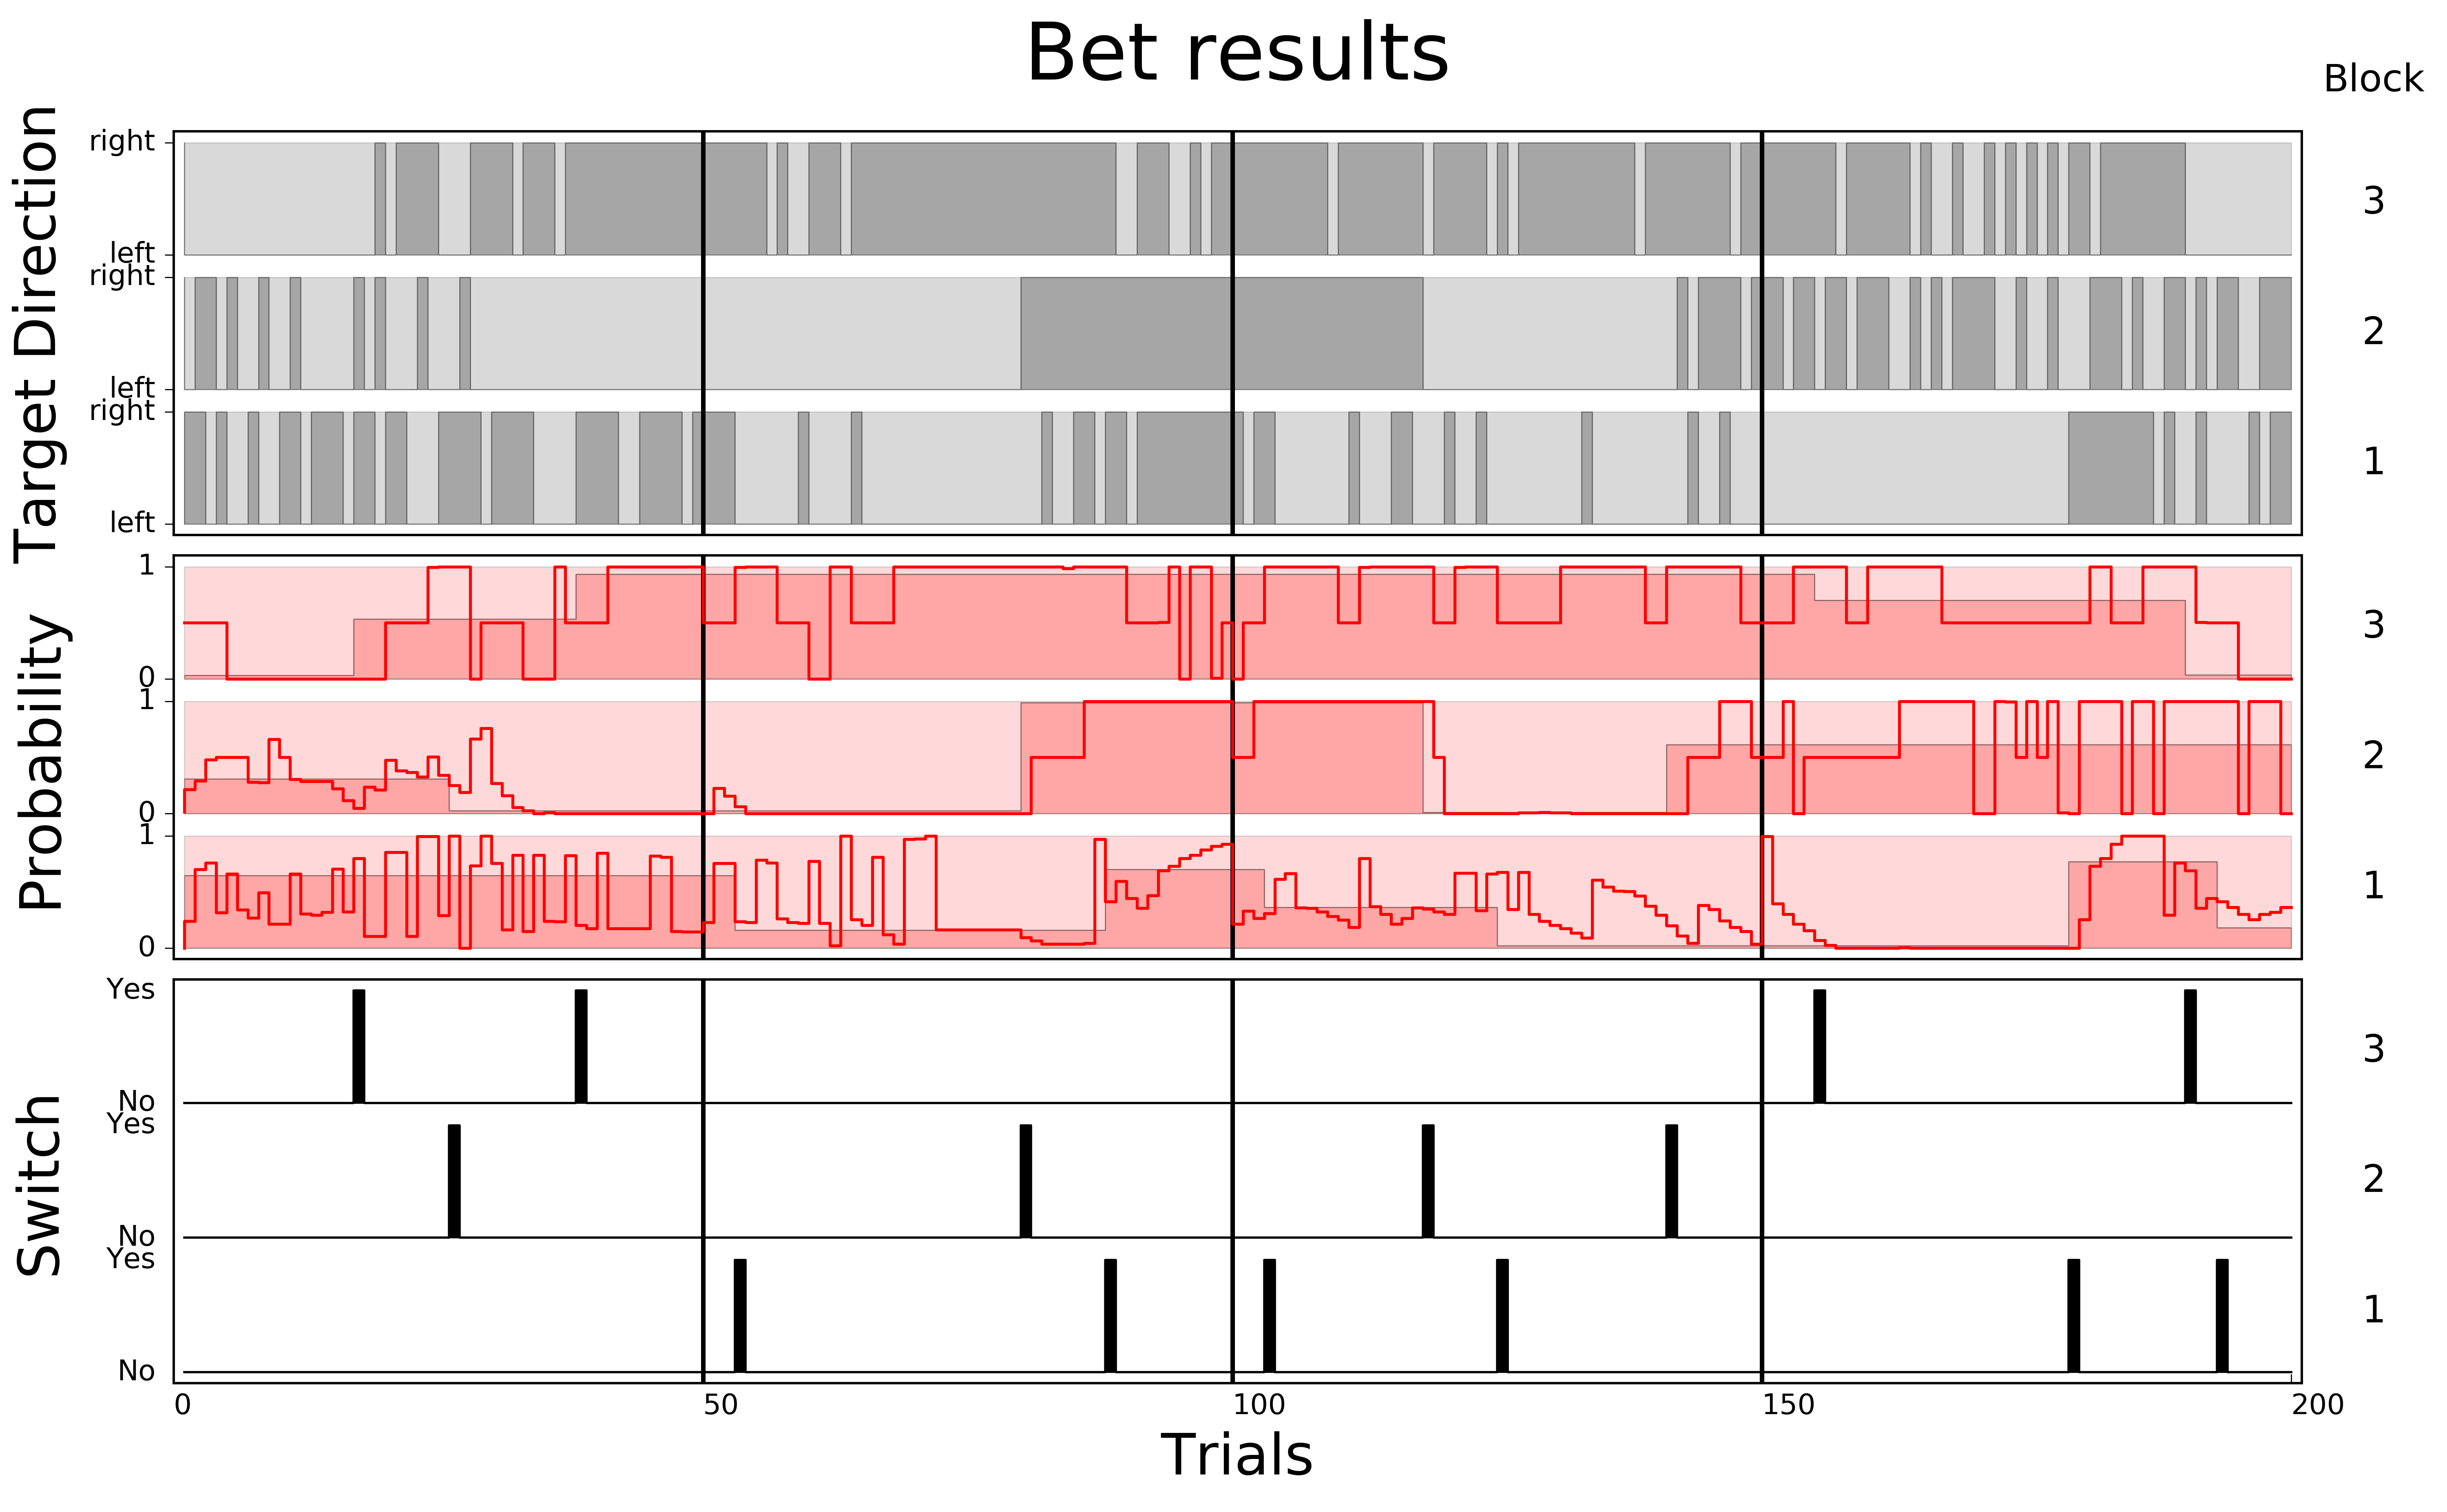 Bet results
Block
Target Direction
right
left
3
right
left
2
right
left
1
Probability
1
0
3
1
0
2
1
0
1
Switch
Yes
No
3
Yes
No
2
Yes
No
1
0 50 100 150 200
Trials